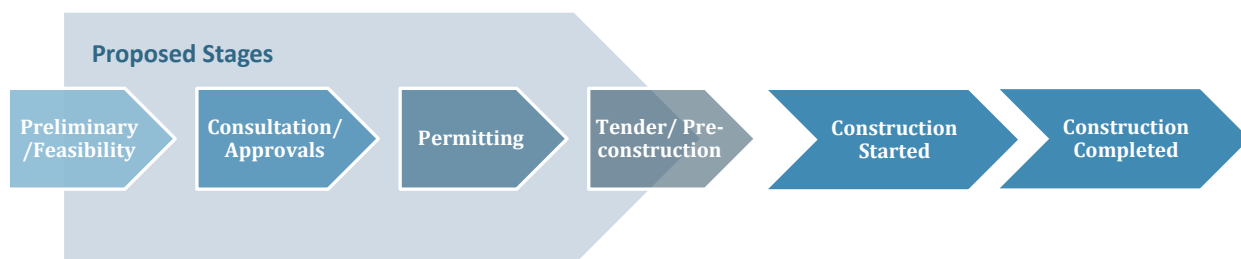 Proposed Stages
Preliminary
/Feasibility
Consultation/
Approvals
Permitting
Tender/ Pre-
construction
Construction
Started
Construction
Completed